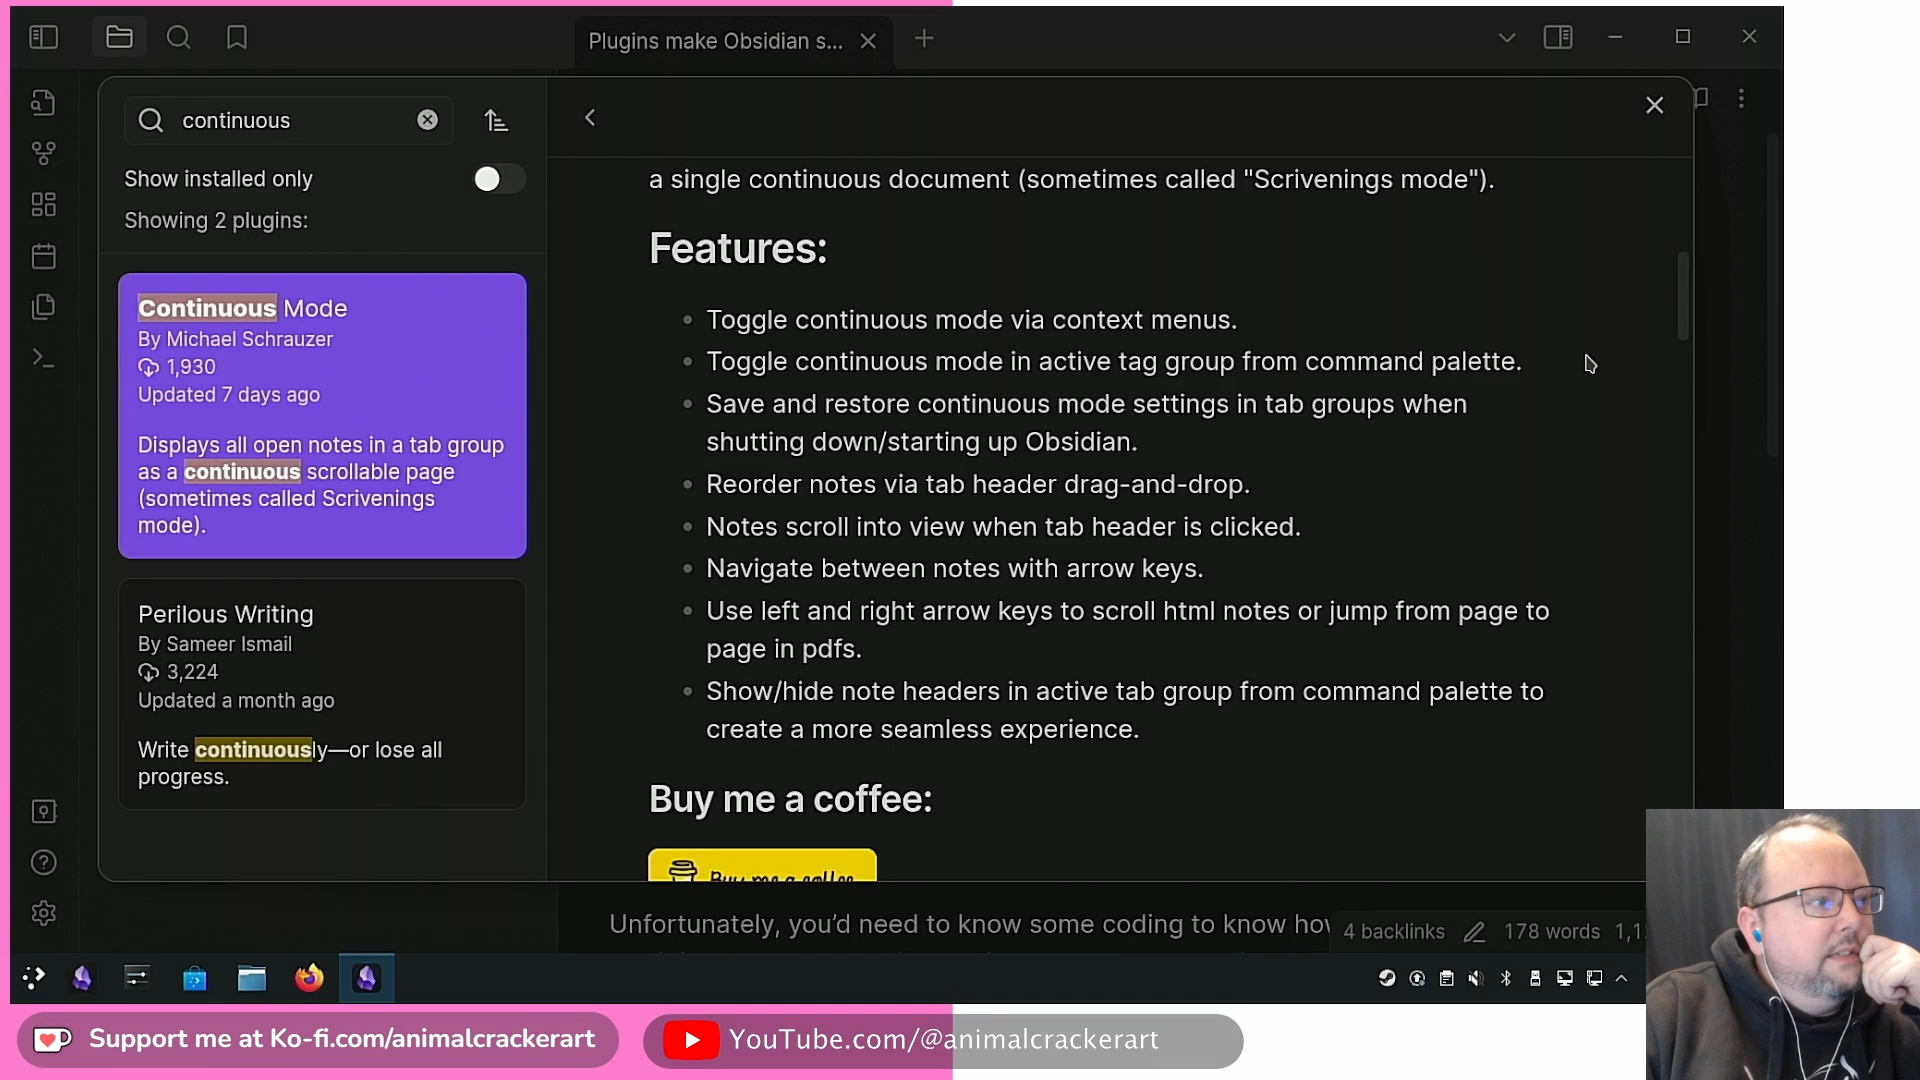 Plugins make Obsidian s...
continuous
Show installed only
Showing 2 plugins:
Continuous Mode
By Michael Schrauzer
1,930
Updated 7 days ago
Displays all open notes in a tab group
as a continuous scrollable page
(sometimes called Scrivenings
mode).
Perilous Writing
By Sameer Ismail
3,224
Updated a month ago
Write continuously—or lose all
progress.
a single continuous document (sometimes called "Scrivenings mode").
Features:
Toggle continuous mode via context menus.
Toggle continuous mode in active tag group from command palette.
Save and restore continuous mode settings in tab groups when
shutting down/starting up Obsidian.
Reorder notes via tab header drag-and-drop.
Notes scroll into view when tab header is clicked.
Navigate between notes with arrow keys.
Use left and right arrow keys to scroll html notes or jump from page to
page in pdfs.
Show/hide note headers in active tab group from command palette to
create a more seamless experience.
Buy me a coffee:
Buy me a coffee
Unfortunately, you’d need to know some coding to know how
4 backlinks
178 words
1,1
Support me at Ko-fi.com/animalcrackerart
YouTube.com/@animalcrackerart